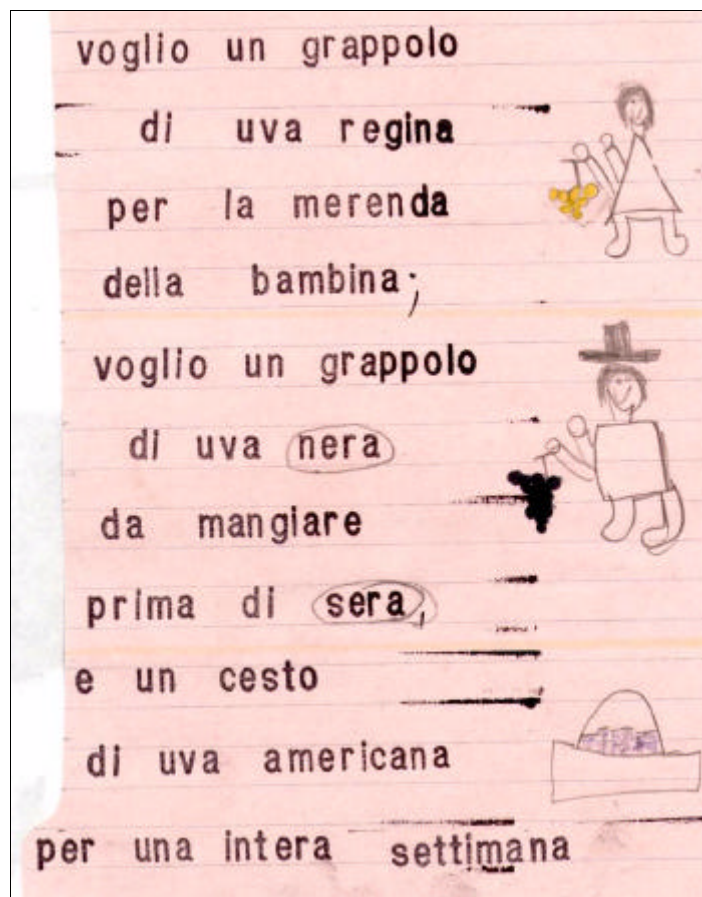 voglio un grappolo
di uva regina
per la merenda
della bambina;
voglio un grappolo
di uva nera
da mangiare
prima di sera,
e un cesto
di uva americana
per una intera settimana